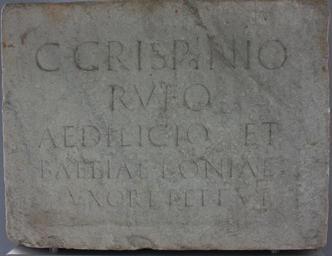 C CRISPINIO
RVFO
AEDILICIO ET
BAEBIAE
VXORI